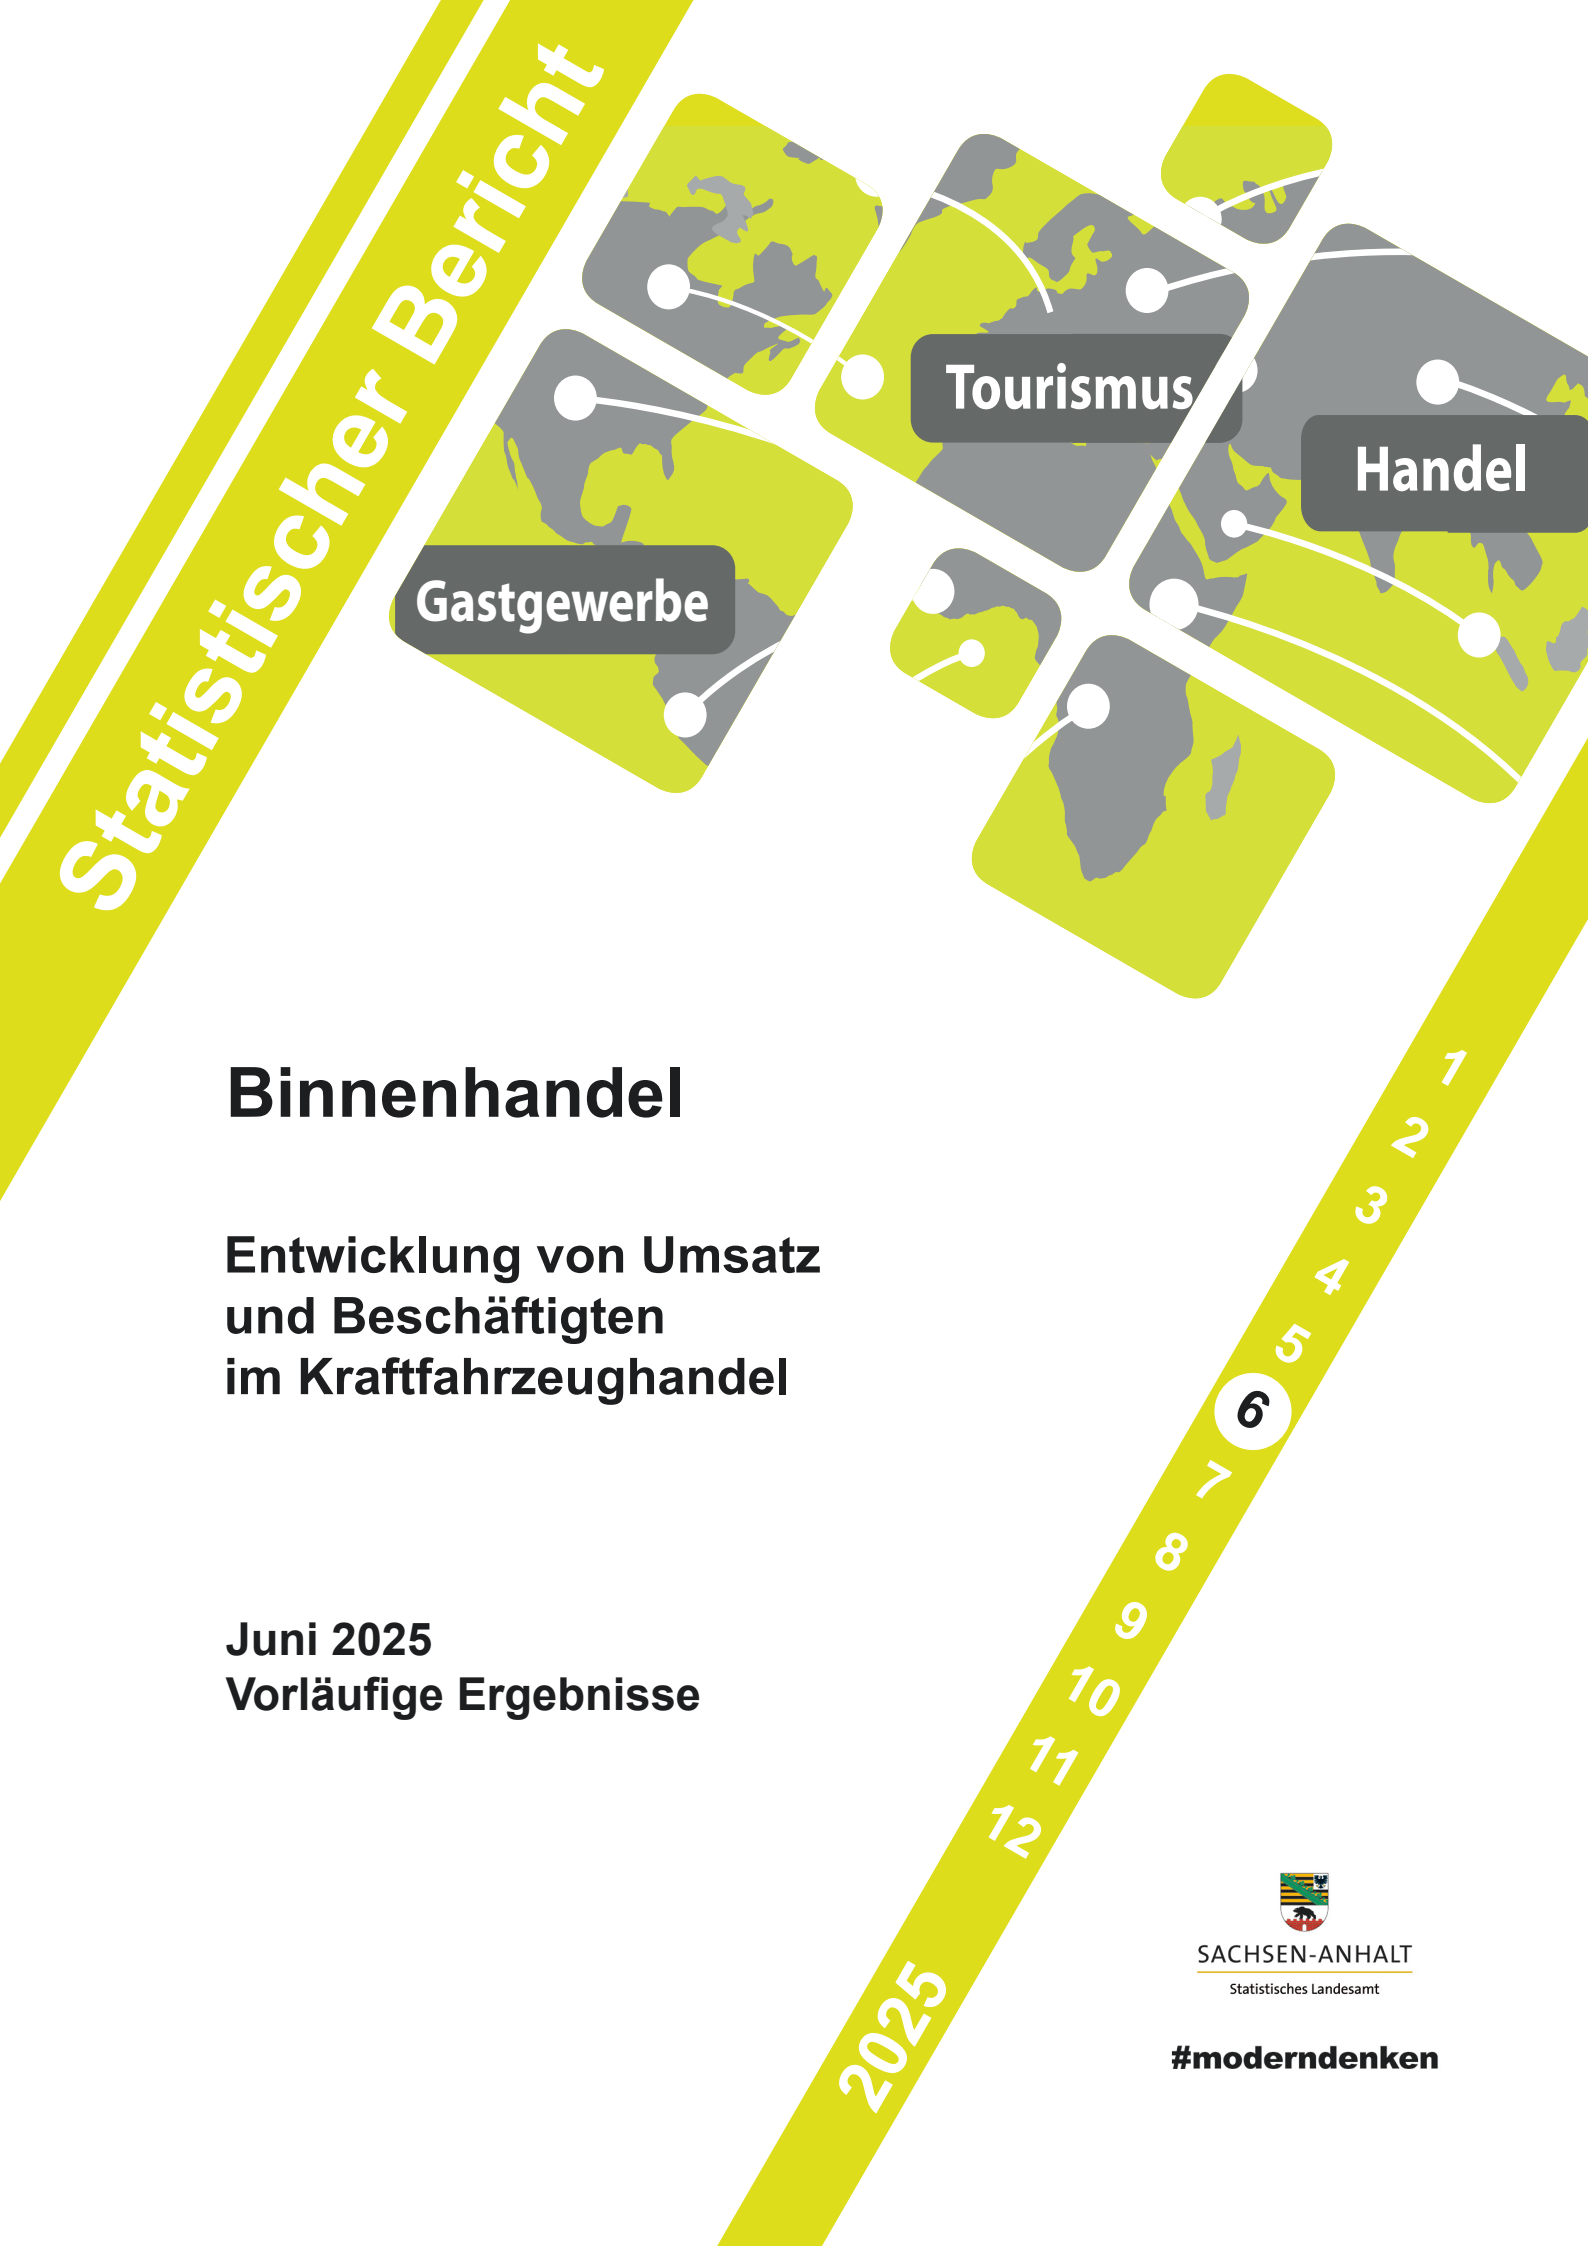 Statistischer Bericht
Tourismus
Handel
Gastgewerbe
Binnenhandel
Entwicklung von Umsatz
und Beschäftigten
im Kraftfahrzeughandel
Juni 2025
Vorläufige Ergebnisse
1
2
3
4
5
6
7
8
9
10
11
12
2025
SACHSEN-ANHALT
Statistisches Landesamt
#moderndenken